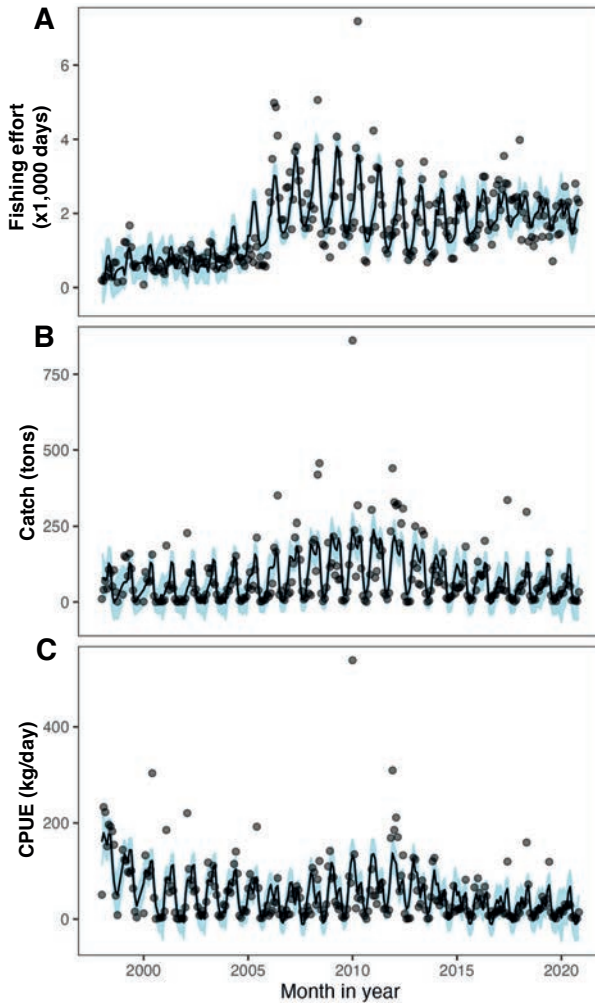 A
Fishing effort
(x1,000 days)
6
4
2
0
B
Catch (tons)
750
500
250
0
C
CPUE (kg/day)
400
200
0
2000 2005 2010 2015 2020
Month in year